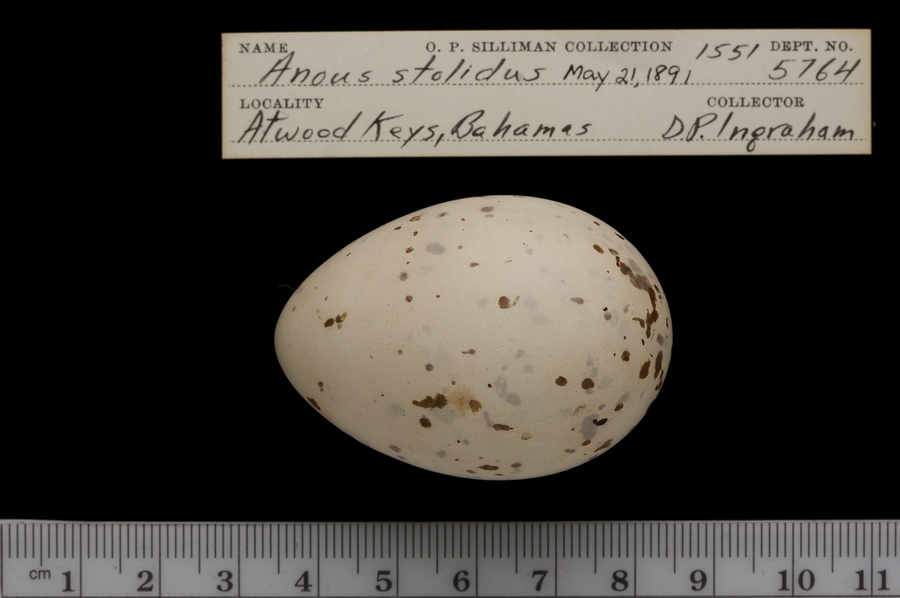 NAME O. P. SILLIMAN COLLECTION 1551 DEPT. NO.
Anous stolidus May 21, 1891 5764
LOCALITY COLLECTOR
Atwood Keys, Bahamas D.P. Ingraham
cm 1 2 3 4 5 6 7 8 9 10 11